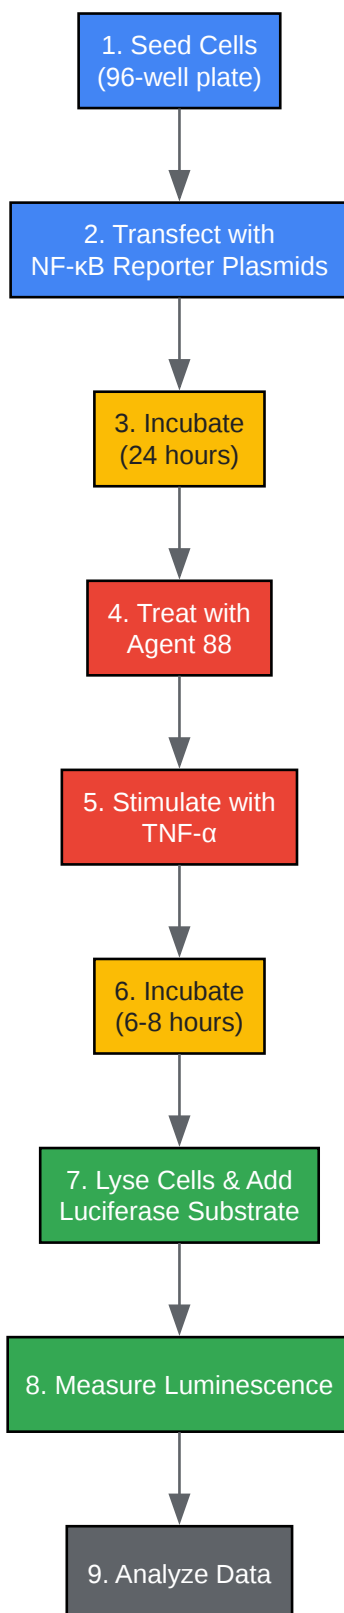 1. Seed Cells
(96-well plate)
2. Transfect with
NF-κB Reporter Plasmids
3. Incubate
(24 hours)
4. Treat with
Agent 88
5. Stimulate with
TNF-α
6. Incubate
(6-8 hours)
7. Lyse Cells & Add
Luciferase Substrate
8. Measure Luminescence
9. Analyze Data